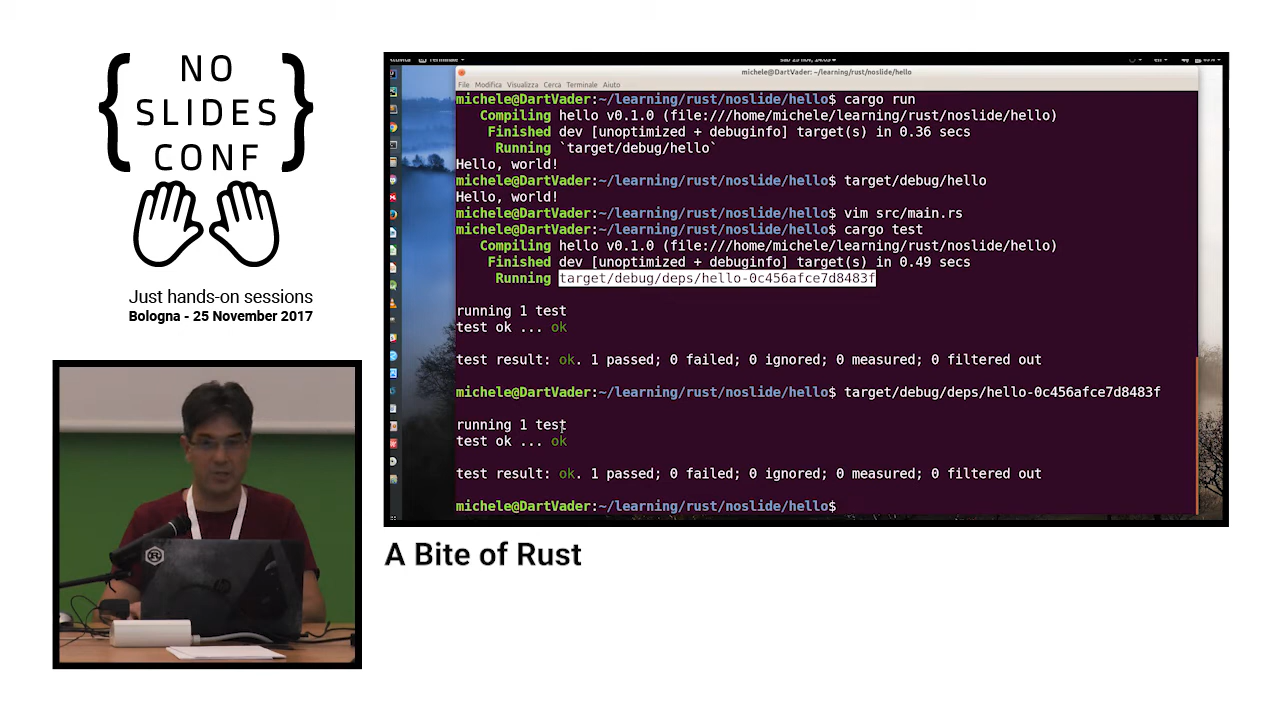 NO
SLIDES
CONF
Just hands-on sessions
Bologna - 25 November 2017
michele@DartVader: ~/learning/rust/noslide/hello
File Modifica Visualizza Cerca Terminale Aiuto
michele@DartVader:~/learning/rust/noslide/hello$ cargo run
Compiling hello v0.1.0 (file:///home/michele/learning/rust/noslide/hello)
Finished dev [unoptimized + debuginfo] target(s) in 0.36 secs
Running `target/debug/hello`
Hello, world!
michele@DartVader:~/learning/rust/noslide/hello$ target/debug/hello
Hello, world!
michele@DartVader:~/learning/rust/noslide/hello$ vim src/main.rs
michele@DartVader:~/learning/rust/noslide/hello$ cargo test
Compiling hello v0.1.0 (file:///home/michele/learning/rust/noslide/hello)
Finished dev [unoptimized + debuginfo] target(s) in 0.49 secs
Running target/debug/deps/hello-0c456afce7d8483f
running 1 test
test ok ... ok
test result: ok. 1 passed; 0 failed; 0 ignored; 0 measured; 0 filtered out
michele@DartVader:~/learning/rust/noslide/hello$ target/debug/deps/hello-0c456afce7d8483f
running 1 test
test ok ... ok
test result: ok. 1 passed; 0 failed; 0 ignored; 0 measured; 0 filtered out
michele@DartVader:~/learning/rust/noslide/hello$
A Bite of Rust